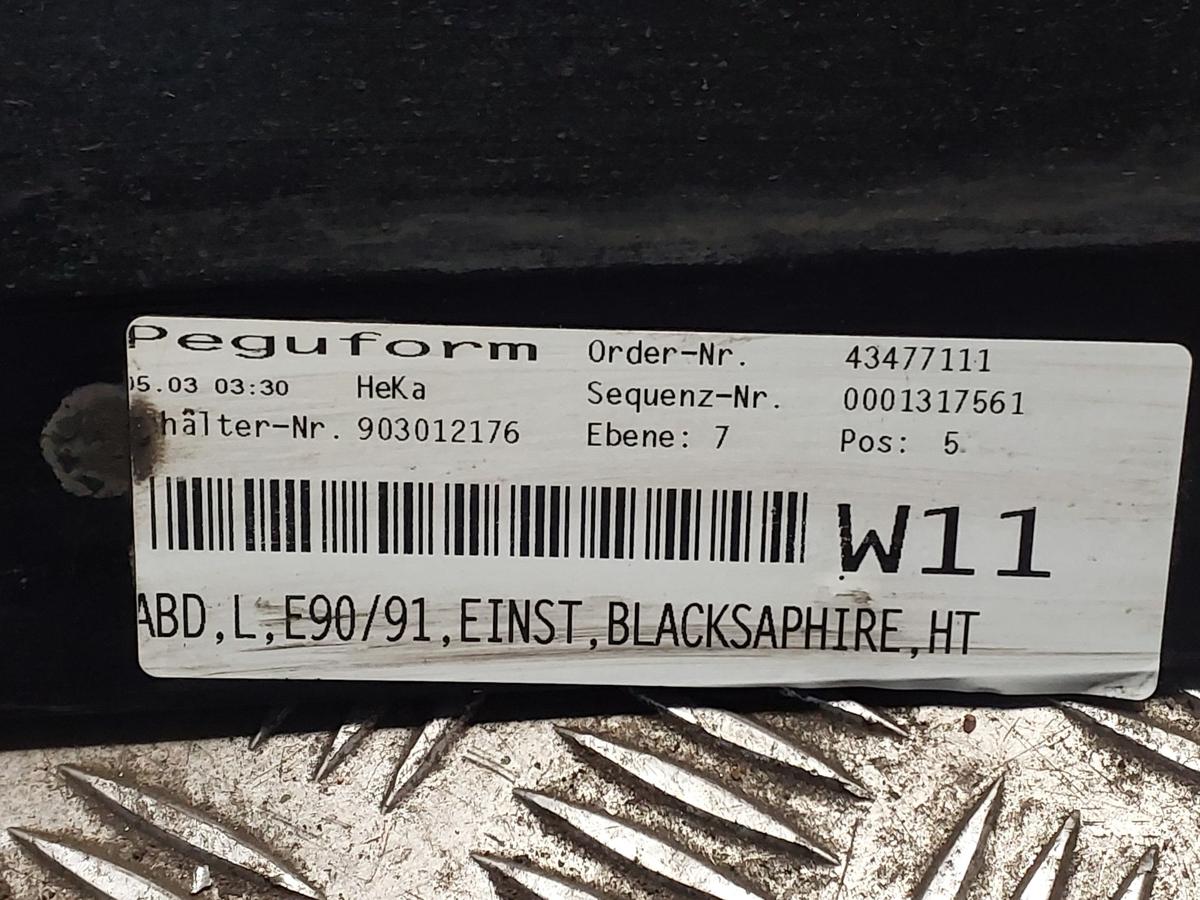 Peguform Order-Nr. 43477111
05.03 03:30 HeKa Sequenz-Nr. 0001317561
hälter-Nr. 903012176 Ebene: 7 Pos: 5
W11
ABD,L,E90/91,EINST,BLACKSAPHIRE,HT